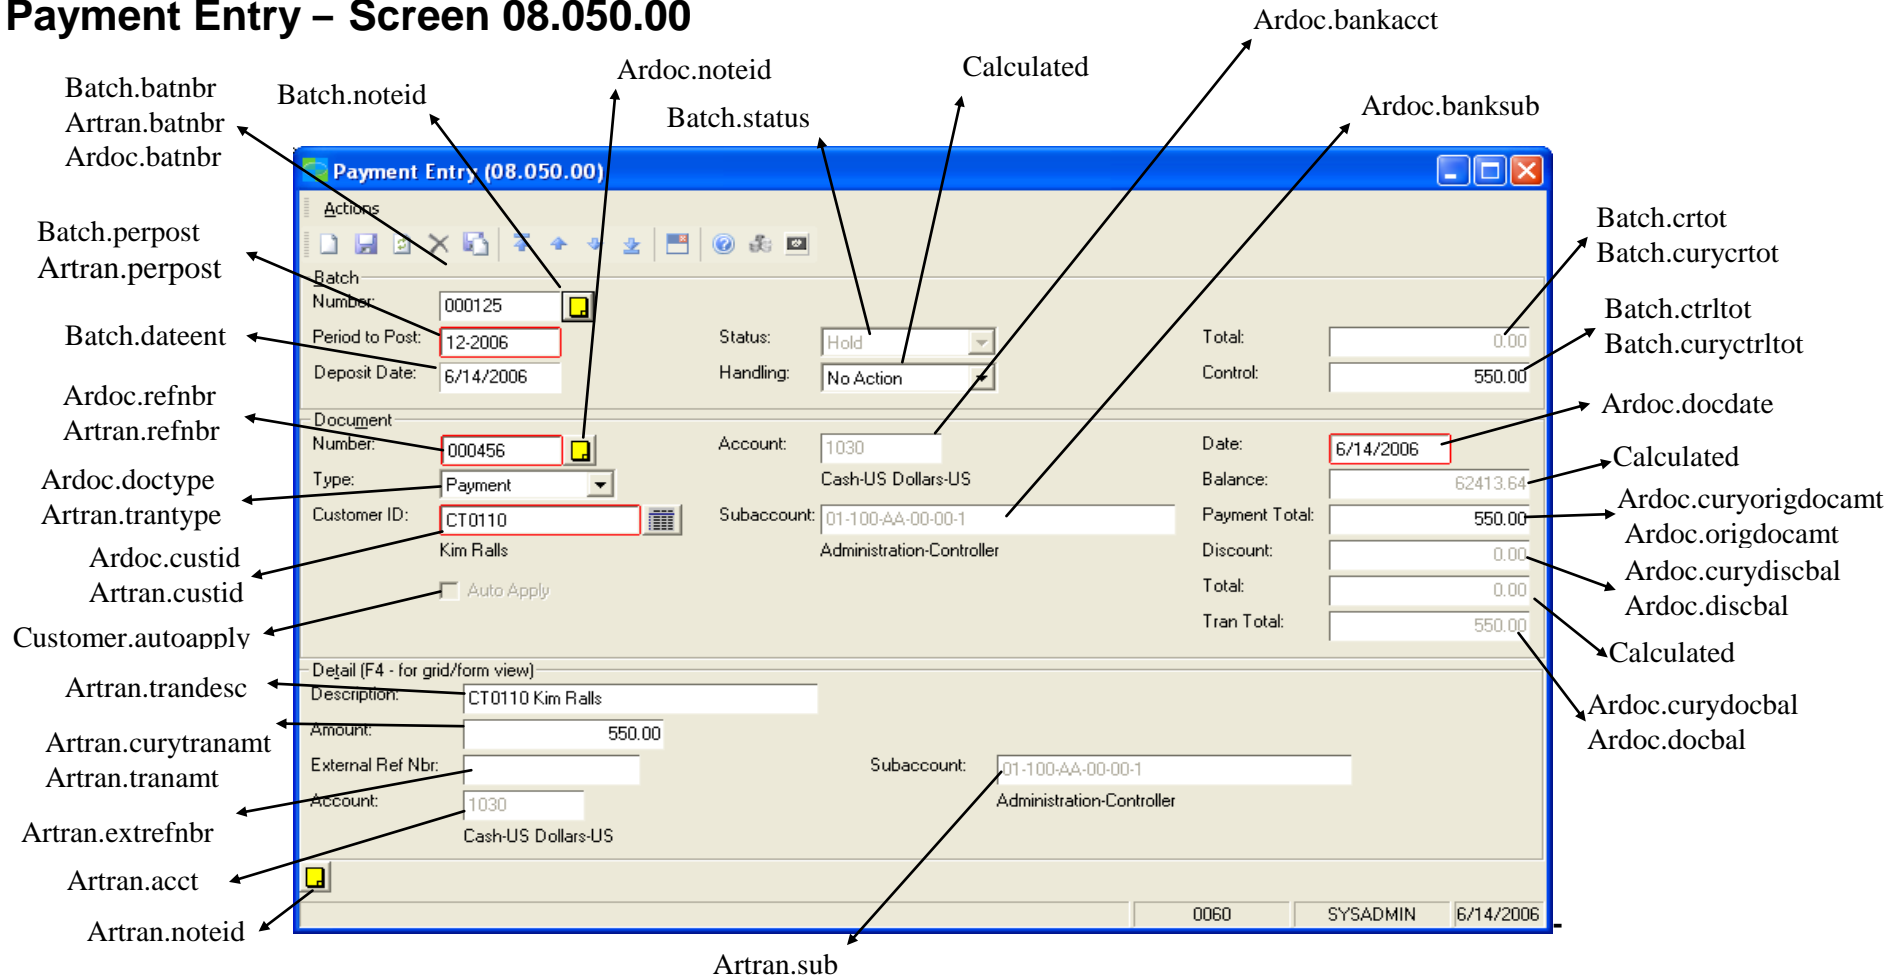 Payment Entry – Screen 08.050.00
Ardoc.bankacct
Ardoc.noteid
Calculated
Batch.batnbr
Batch.noteid
Ardoc.banksub
Artran.batnbr
Batch.status
Ardoc.batnbr
Payment Entry (08.050.00)
Actions
Batch.perpost
Artran.perpost
Batch.crtot
Batch.curycrtot
Batch
Number:
000125
Batch.ctrltot
Batch.curyctrltot
Batch.dateent
Period to Post:
12-2006
Status:
Hold
Total:
0.00
Deposit Date:
6/14/2006
Handling:
No Action
Control:
550.00
Ardoc.refnbr
Artran.refnbr
Ardoc.docdate
Document
Number:
000456
Account:
1030
Date:
6/14/2006
Calculated
Ardoc.doctype
Artran.trantype
Type:
Payment
Cash-US Dollars-US
Balance:
62413.64
Ardoc.curyorigdocamt
Ardoc.origdocamt
Customer ID:
CT0110
Subaccount:
01-100-AA-00-00-1
Payment Total:
550.00
Ardoc.custid
Artran.custid
Kim Ralls
Administration-Controller
Discount:
0.00
Ardoc.curydiscbal
Ardoc.discbal
Auto Apply
Total:
0.00
Customer.autoapply
Tran Total:
550.00
Calculated
Detail (F4 - for grid/form view)
Artran.trandesc
Description:
CT0110 Kim Ralls
Ardoc.curydocbal
Ardoc.docbal
Artran.curytranamt
Artran.tranamt
Amount:
550.00
External Ref Nbr:
Subaccount:
01-100-AA-00-00-1
Account:
1030
Administration-Controller
Artran.extrefnbr
Cash-US Dollars-US
Artran.acct
0060
SYSADMIN
6/14/2006
Artran.noteid
Artran.sub